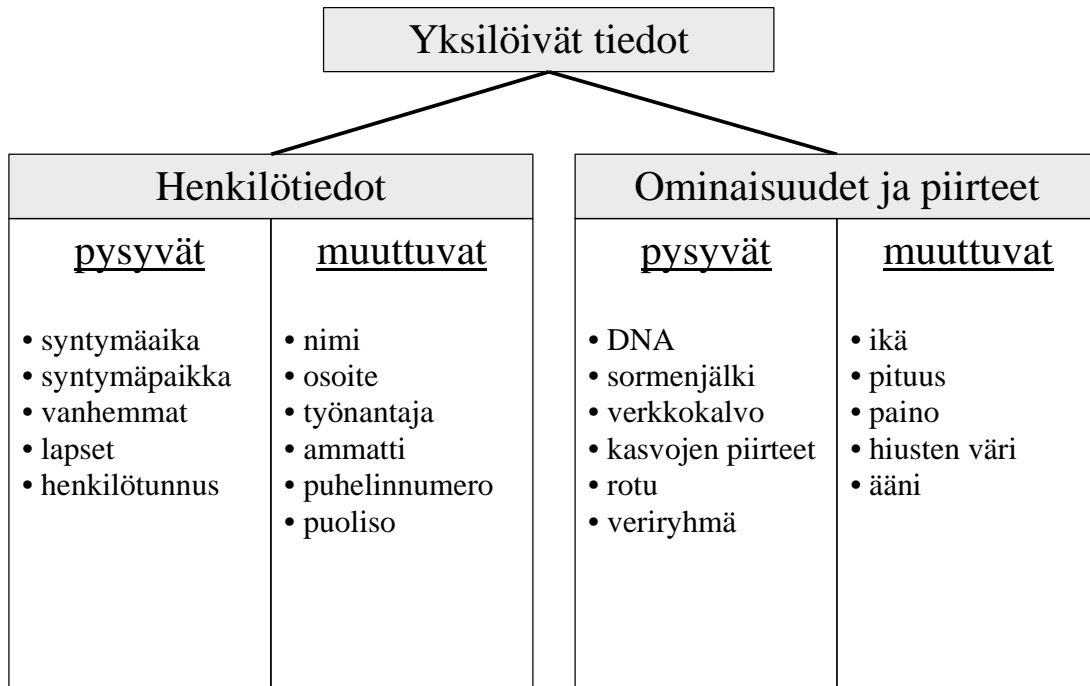 Yksilöivät tiedot
Henkilötiedot
pysyvät
• syntymäaika
• syntymäpaikka
• vanhemmat
• lapset
• henkilötunnus
muuttuvat
• nimi
• osoite
• työnantaja
• ammatti
• puhelinnumero
• puoliso
Ominaisuudet ja piirteet
pysyvät
• DNA
• sormenjälki
• verkkokalvo
• kasvojen piirteet
• rotu
• veriryhmä
muuttuvat
• ikä
• pituus
• paino
• hiusten väri
• ääni